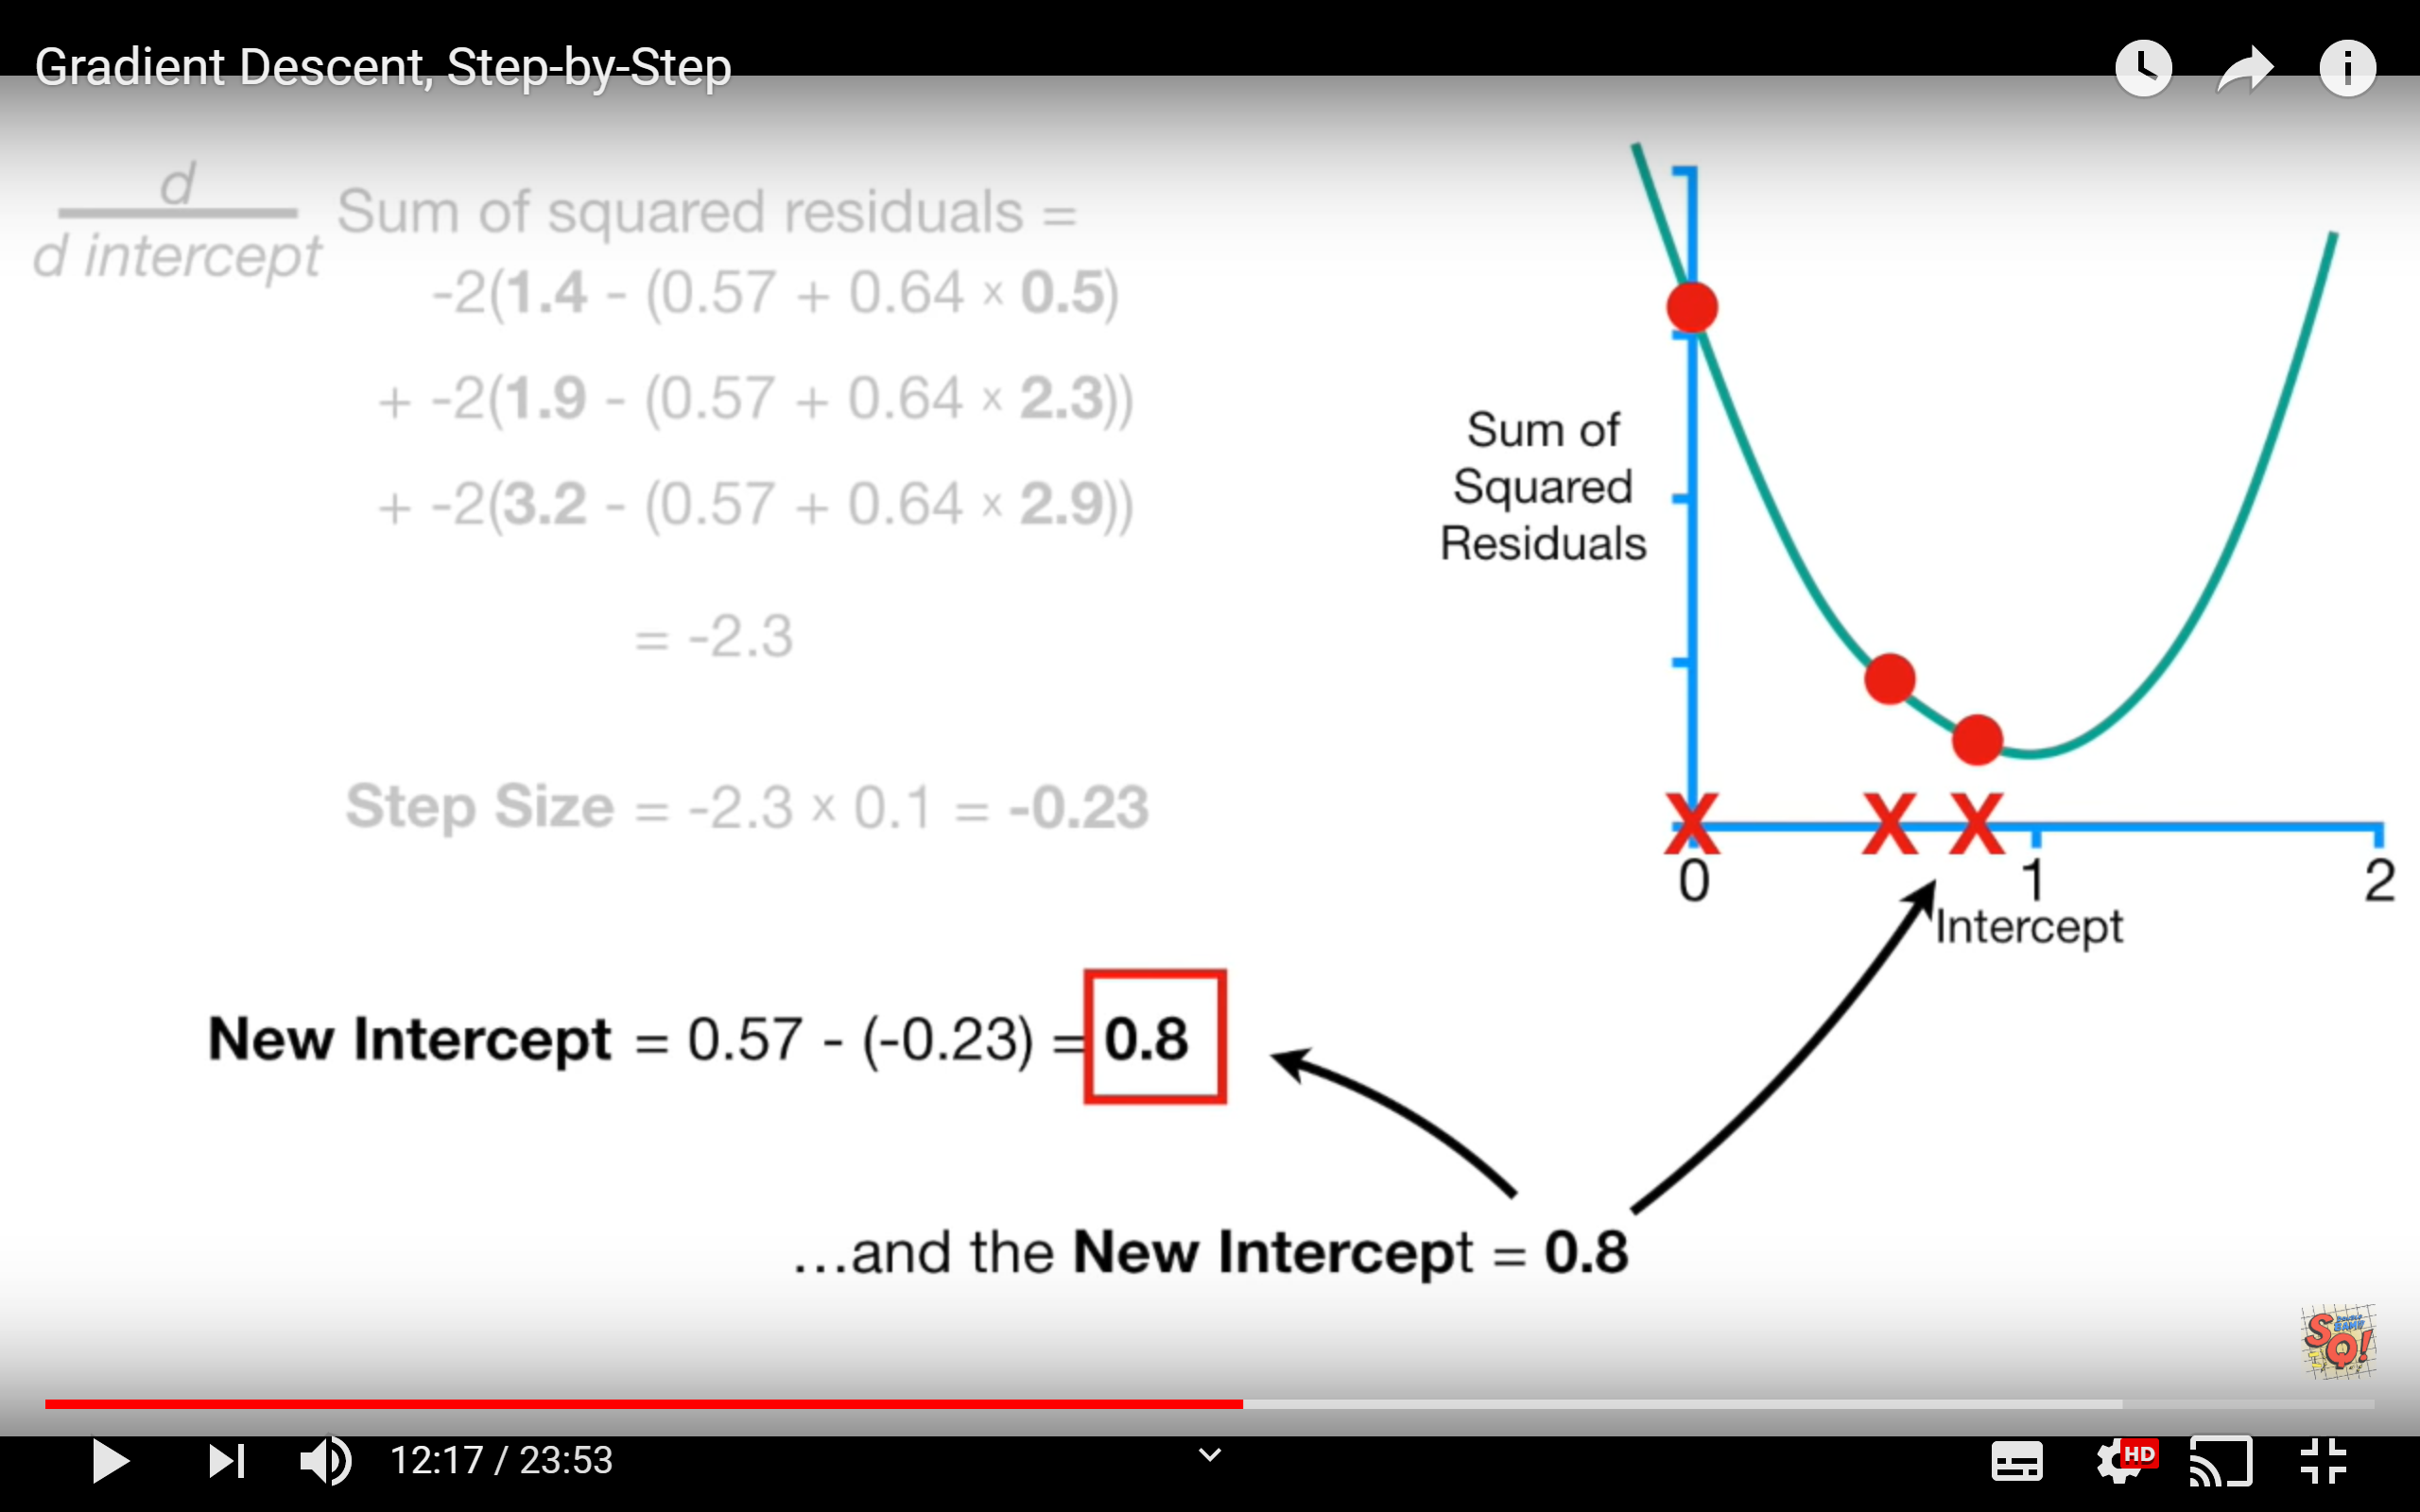 Gradient Descent, Step-by-Step
d
d intercept
Sum of squared residuals =
-2(1.4 - (0.57 + 0.64 x 0.5)
+ -2(1.9 - (0.57 + 0.64 x 2.3))
+ -2(3.2 - (0.57 + 0.64 x 2.9))
= -2.3
Step Size = -2.3 x 0.1 = -0.23
New Intercept = 0.57 - (-0.23) = 0.8
...and the New Intercept = 0.8
Sum of
Squared
Residuals
X X X
0 1 2
Intercept
SQ!
12:17 / 23:53
HD